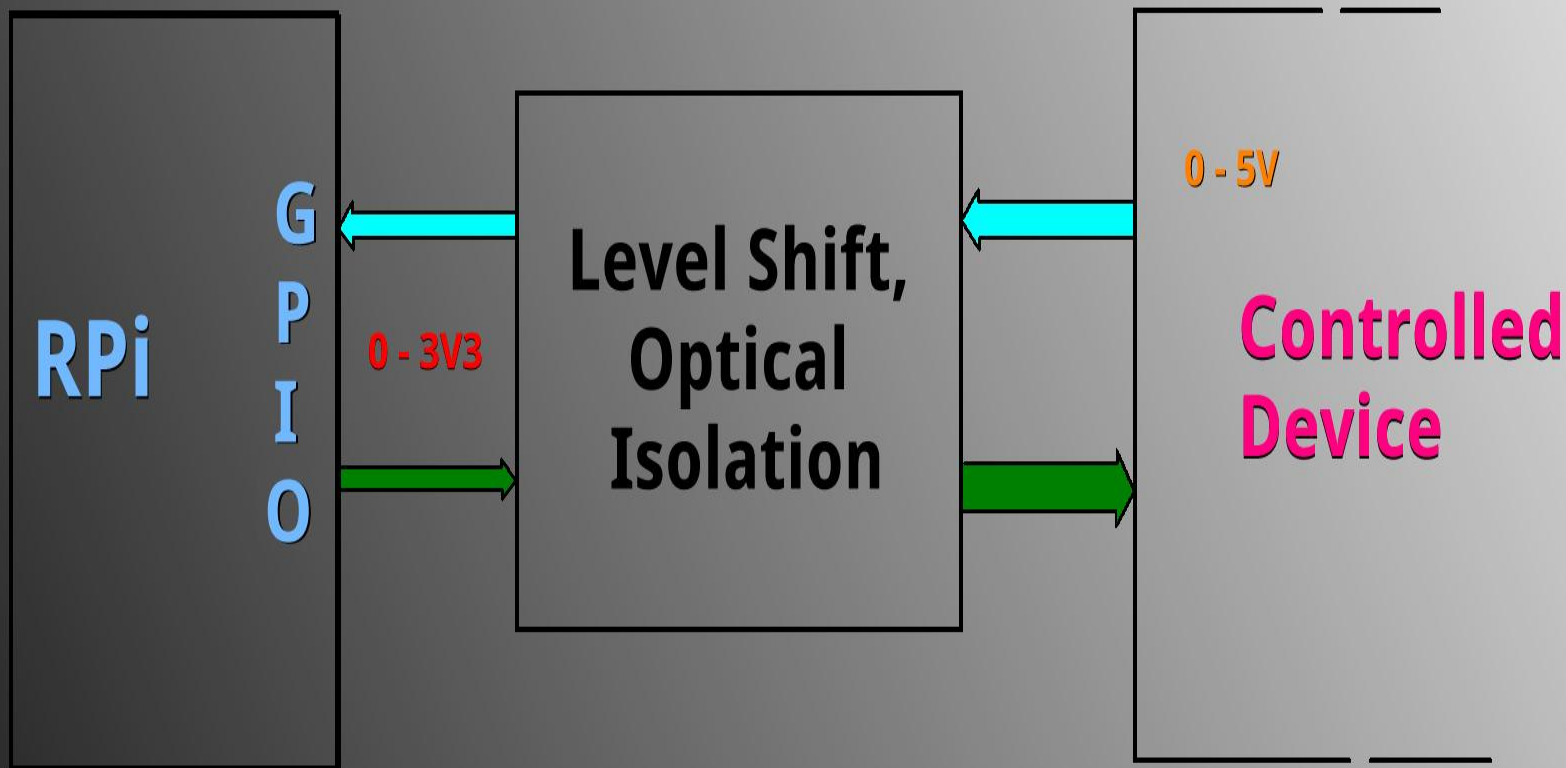 RPi
G
P
I
O
0 - 3V3
Level Shift,
Optical
Isolation
0 - 5V
Controlled
Device